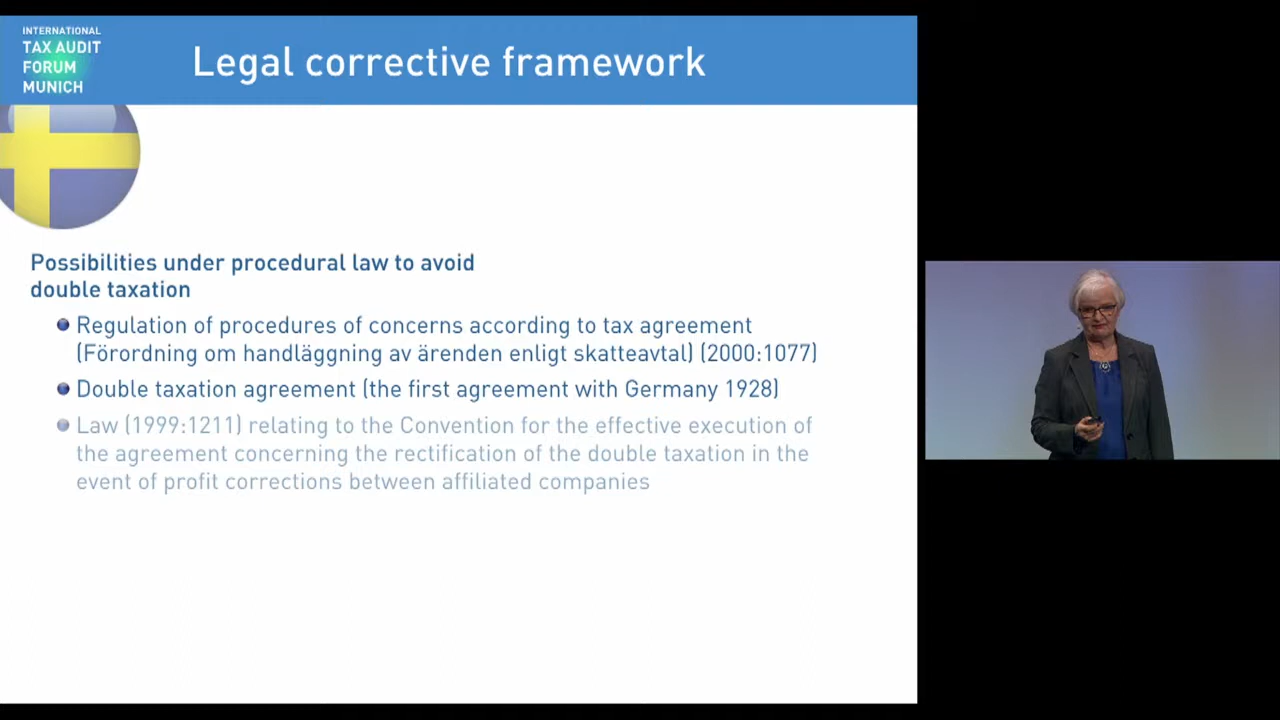 INTERNATIONAL
TAX AUDIT
FORUM
MUNICH
Legal corrective framework
Possibilities under procedural law to avoid
double taxation
Regulation of procedures of concerns according to tax agreement
(Förordning om handläggning av ärenden enligt skatteavtal) (2000:1077)
Double taxation agreement (the first agreement with Germany 1928)
Law (1999:1211) relating to the Convention for the effective execution of
the agreement concerning the rectification of the double taxation in the
event of profit corrections between affiliated companies